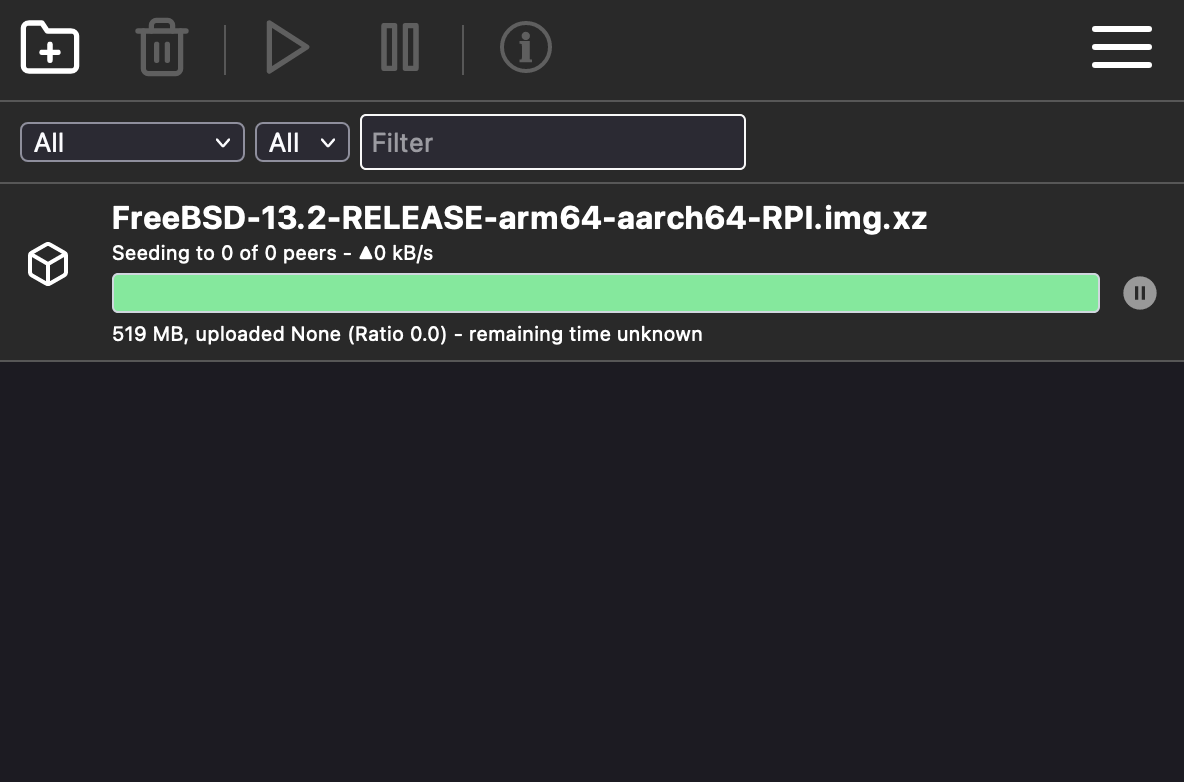 All All Filter
FreeBSD-13.2-RELEASE-arm64-aarch64-RPI.img.xz
Seeding to 0 of 0 peers - ▲0 kB/s
519 MB, uploaded None (Ratio 0.0) - remaining time unknown